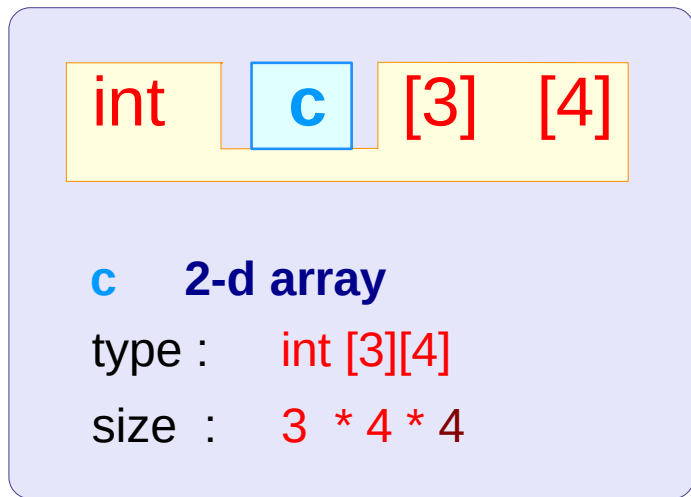 int c [3] [4]
c 2-d array
type : int [3][4]
size : 3 * 4 * 4